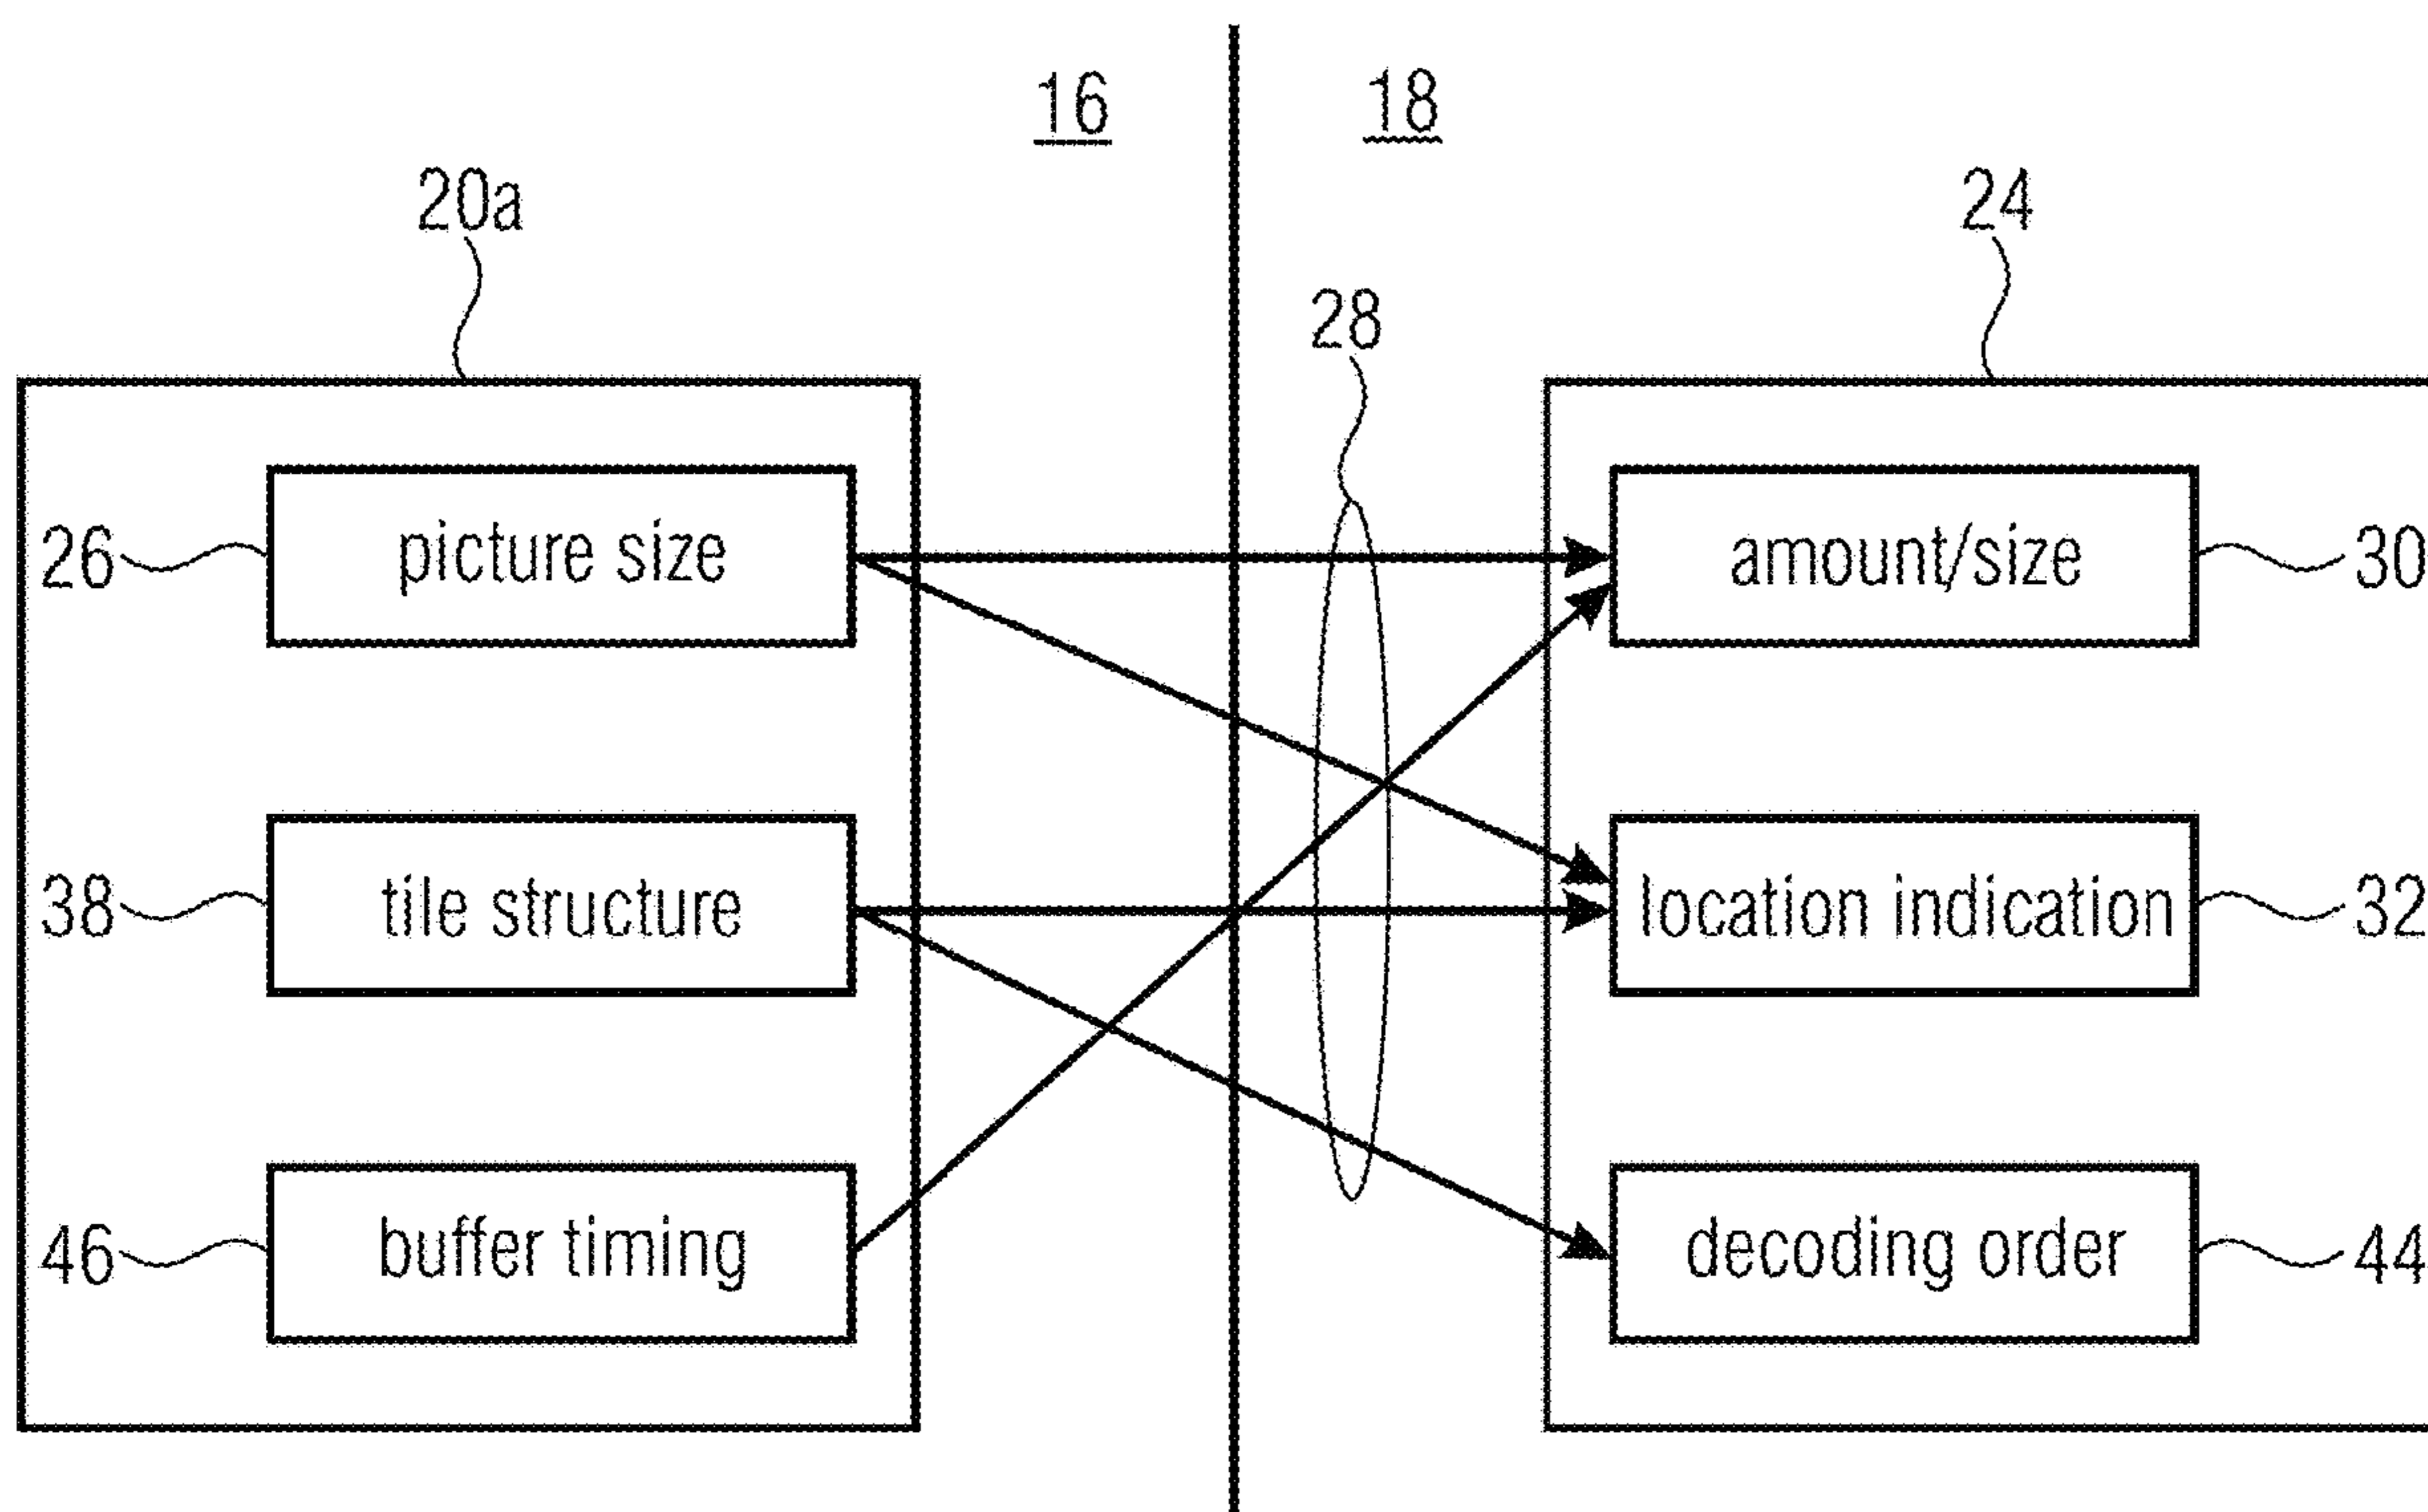 16 18
20a 24
28
26 picture size amount/size 30
38 tile structure location indication 32
46 buffer timing decoding order 44